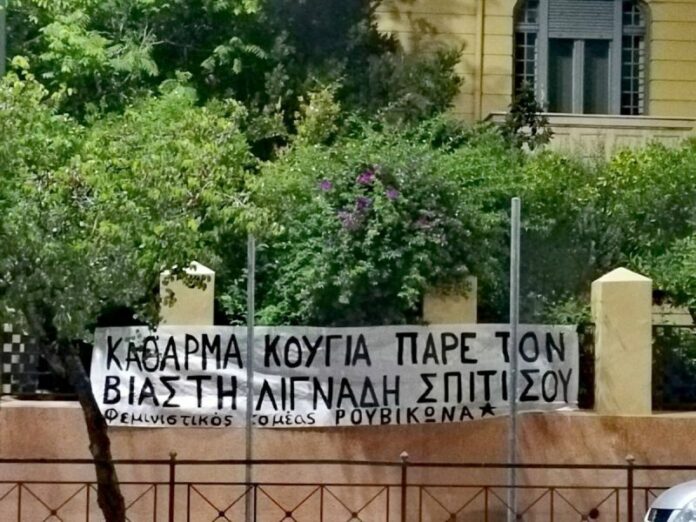 ΚΑΘΑΡΜΑ ΚΟΥΓΙΑ ΠΑΡΕ ΤΟΝ
ΒΙΑΣΤΗ ΛΙΓΝΑΔΗ ΣΠΙΤΙ ΣΟΥ
Φεμινιστικός τομέας ΡΟΥΒΙΚΩΝΑ